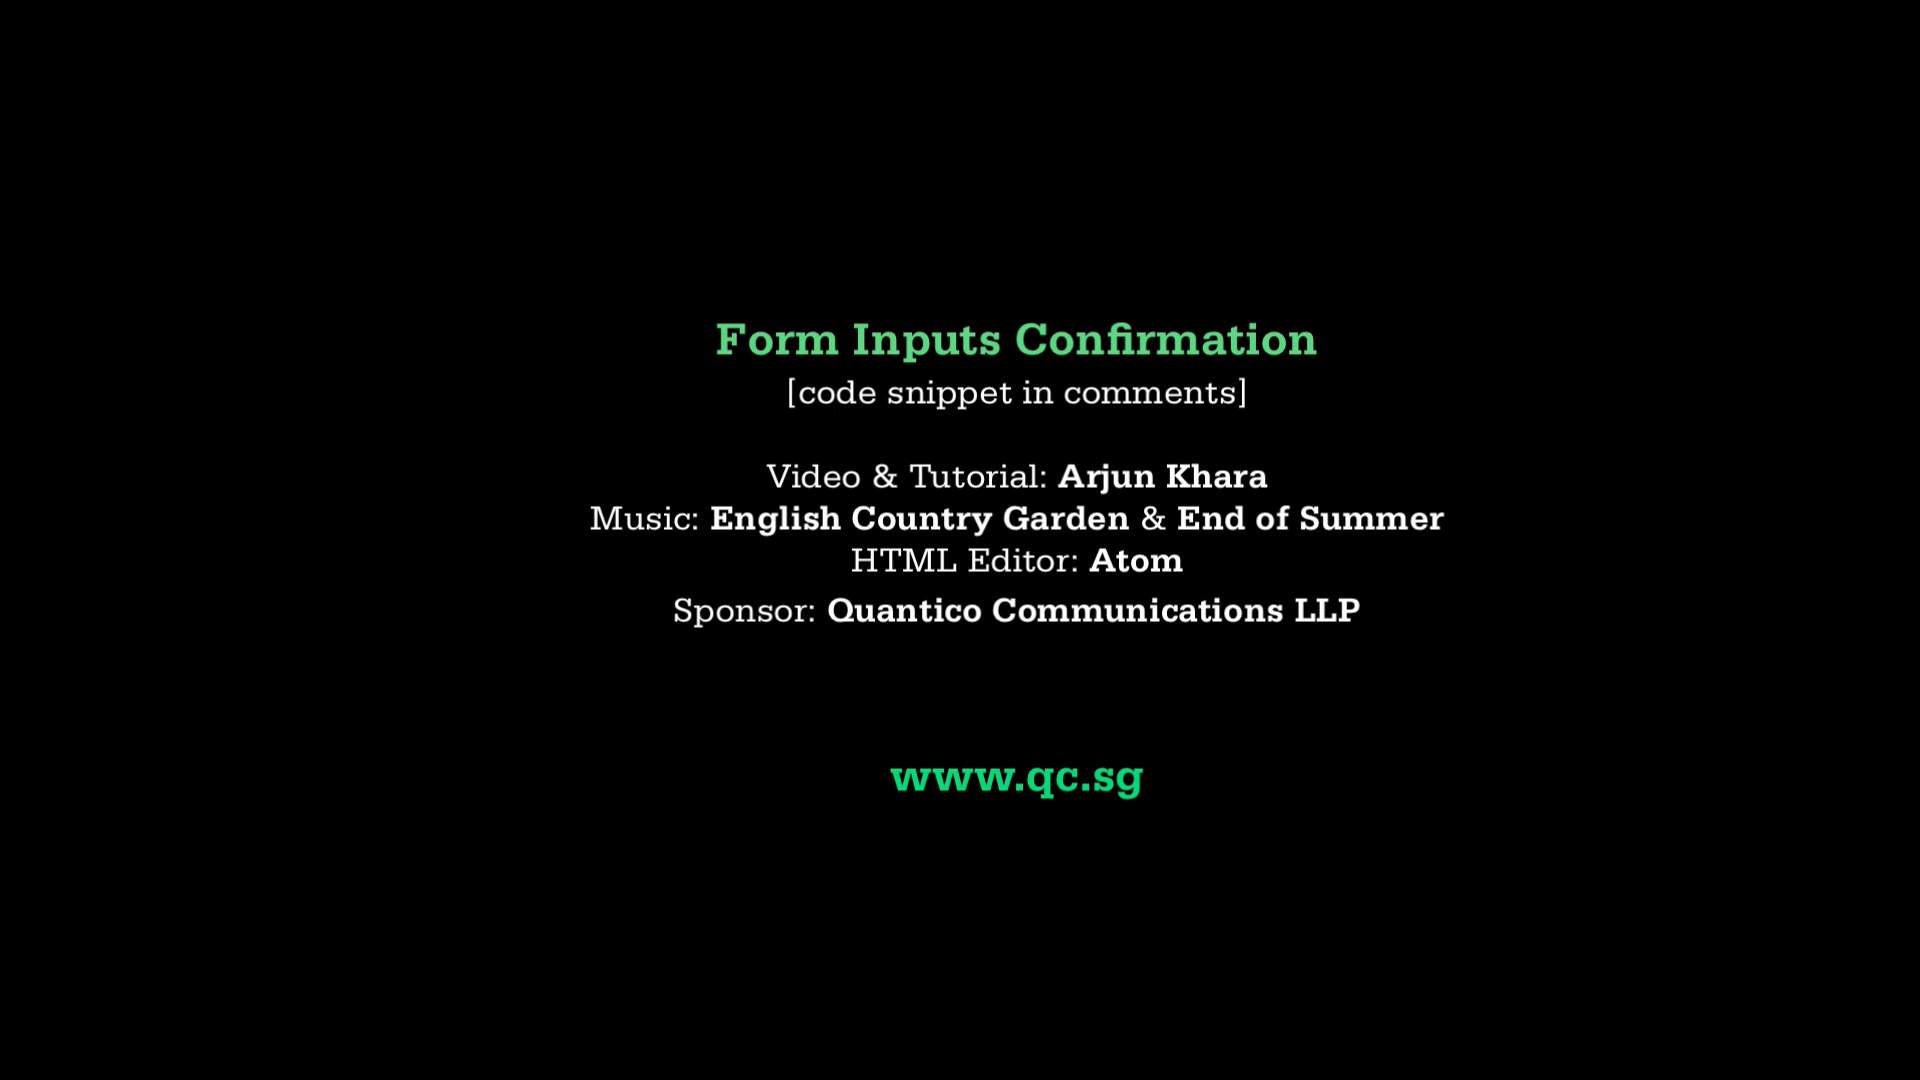 Form Inputs Confirmation
[code snippet in comments]
Video & Tutorial: Arjun Khara
Music: English Country Garden & End of Summer
HTML Editor: Atom
Sponsor: Quantico Communications LLP
www.qc.sg